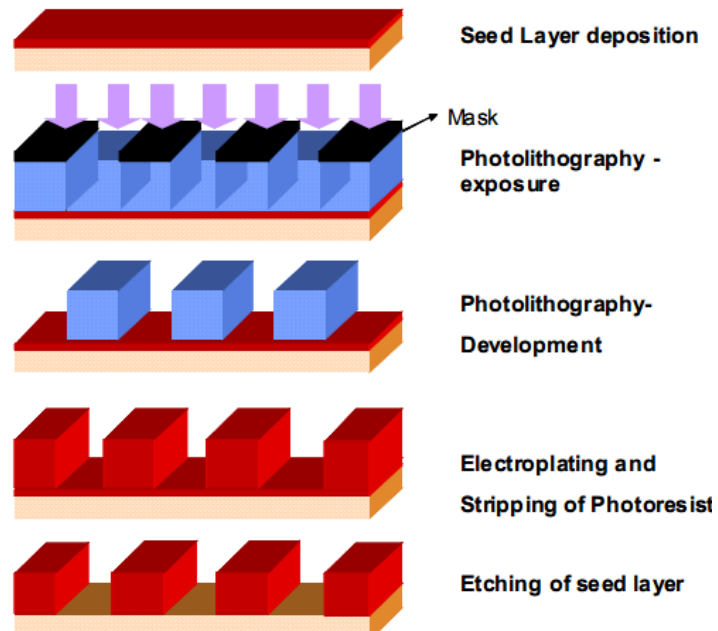 Seed Layer deposition
Mask
Photolithography -
exposure
Photolithography-
Development
Electroplating and
Stripping of Photoresist
Etching of seed layer